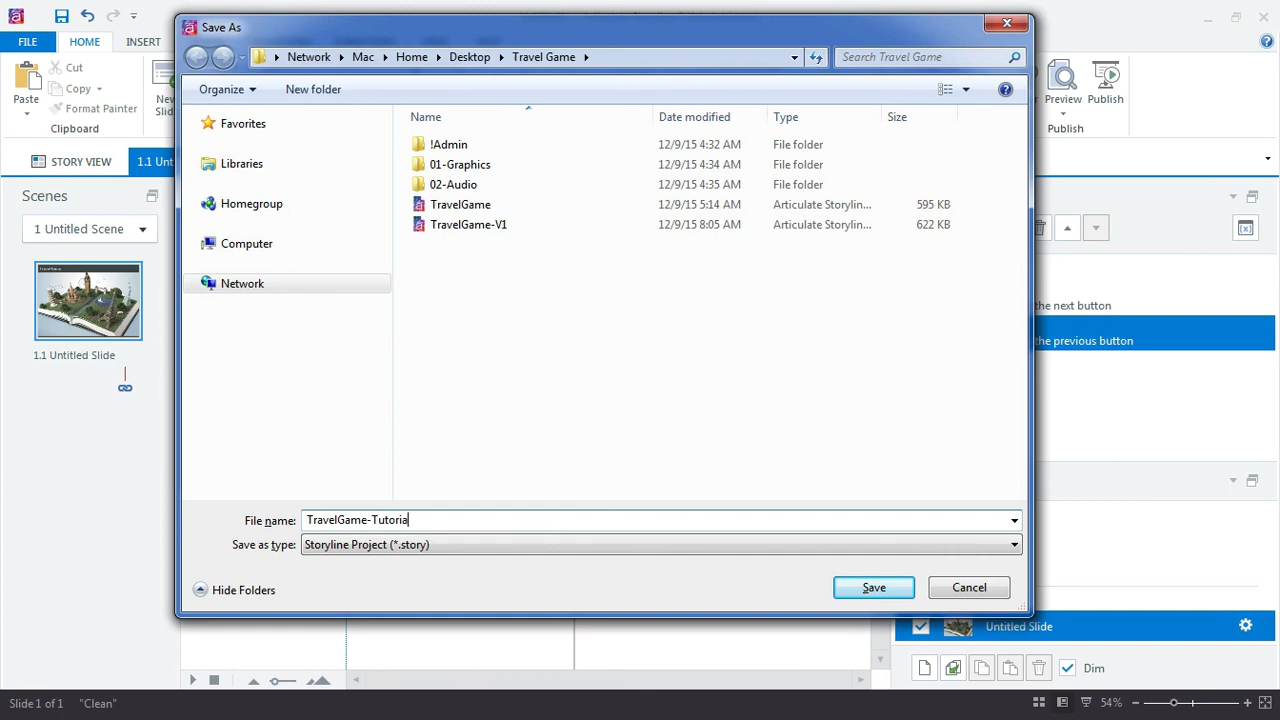 Save As
FILE
HOME
INSERT
Network
Mac
Home
Desktop
Travel Game
Search Travel Game
Cut
Copy
Format Painter
Paste
New
Slid
Clipboard
Organize
New folder
Preview
Publish
Publish
Name
Date modified
Type
Size
Favorites
Libraries
Homegroup
Computer
Network
!Admin 12/9/15 4:32 AM File folder
01-Graphics 12/9/15 4:34 AM File folder
02-Audio 12/9/15 4:35 AM File folder
TravelGame 12/9/15 5:14 AM Articulate Storylin... 595 KB
TravelGame-V1 12/9/15 8:05 AM Articulate Storylin... 622 KB
STORY VIEW
1.1 Unt
Scenes
1 Untitled Scene
1.1 Untitled Slide
the next button
the previous button
File name: TravelGame-Tutoria
Save as type: Storyline Project (*.story)
Hide Folders
Save
Cancel
Untitled Slide
Dim
Slide 1 of 1
"Clean"
54%